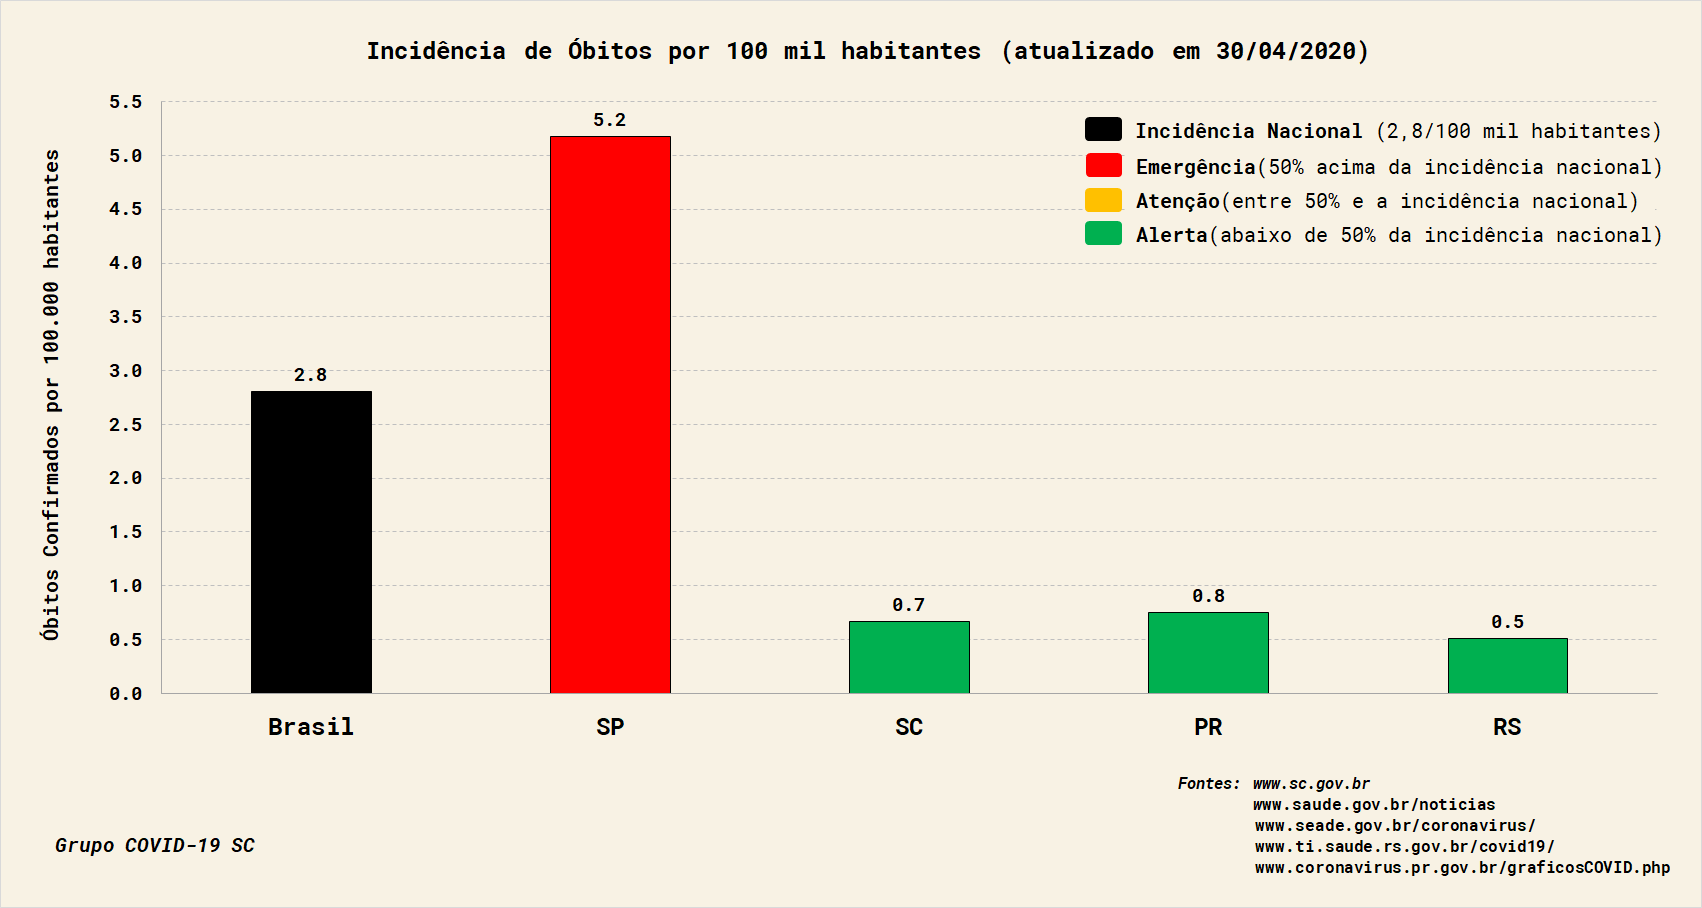 Incidência de Óbitos por 100 mil habitantes (atualizado em 30/04/2020)
Óbitos Confirmados por 100.000 habitantes
5.5
5.0
4.5
4.0
3.5
3.0
2.5
2.0
1.5
1.0
0.5
0.0
Incidência Nacional (2,8/100 mil habitantes)
Emergência(50% acima da incidência nacional)
Atenção(entre 50% e a incidência nacional)
Alerta(abaixo de 50% da incidência nacional)
2.8
5.2
0.7
0.8
0.5
Brasil
SP
SC
PR
RS
Fontes: www.sc.gov.br
www.saude.gov.br/noticias
www.seade.gov.br/coronavirus/
www.ti.saude.rs.gov.br/covid19/
www.coronavirus.pr.gov.br/graficosCOVID.php
Grupo COVID-19 SC